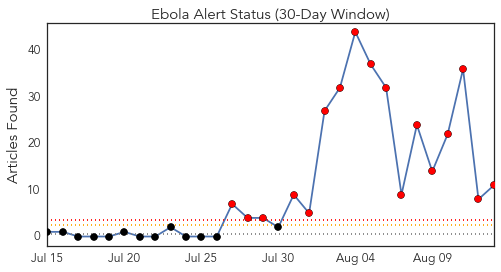 Ebola Alert Status (30-Day Window)
Articles Found
40
30
20
10
0
Jul 15 Jul 20 Jul 25 Jul 30 Aug 04 Aug 09